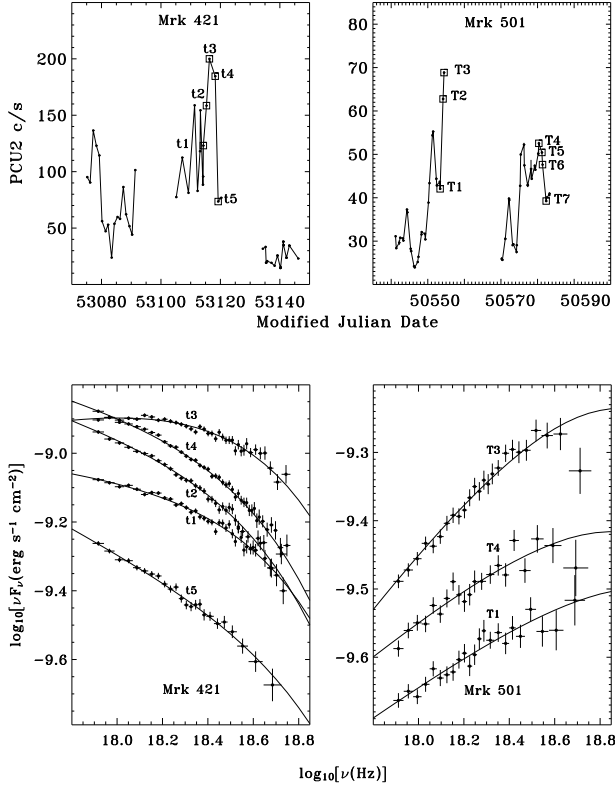 Mrk 421
t3
t4
t2
t1
t5
200
150
100
50
PCU2 c/s
53080 53100 53120 53140
Mrk 501
T3
T2
T1
T4
T5
T6
T7
80
70
60
50
40
30
50550 50570 50590
Modified Julian Date
t3
t4
t2
t1
t5
Mrk 421
−9.0
−9.2
−9.4
−9.6
log₁₀[νFν(erg s⁻¹ cm⁻²)]
18.0 18.4 18.8
T3
T4
T1
Mrk 501
−9.3
−9.4
−9.5
−9.6
18.0 18.2 18.4 18.6 18.8
log₁₀[ν(Hz)]